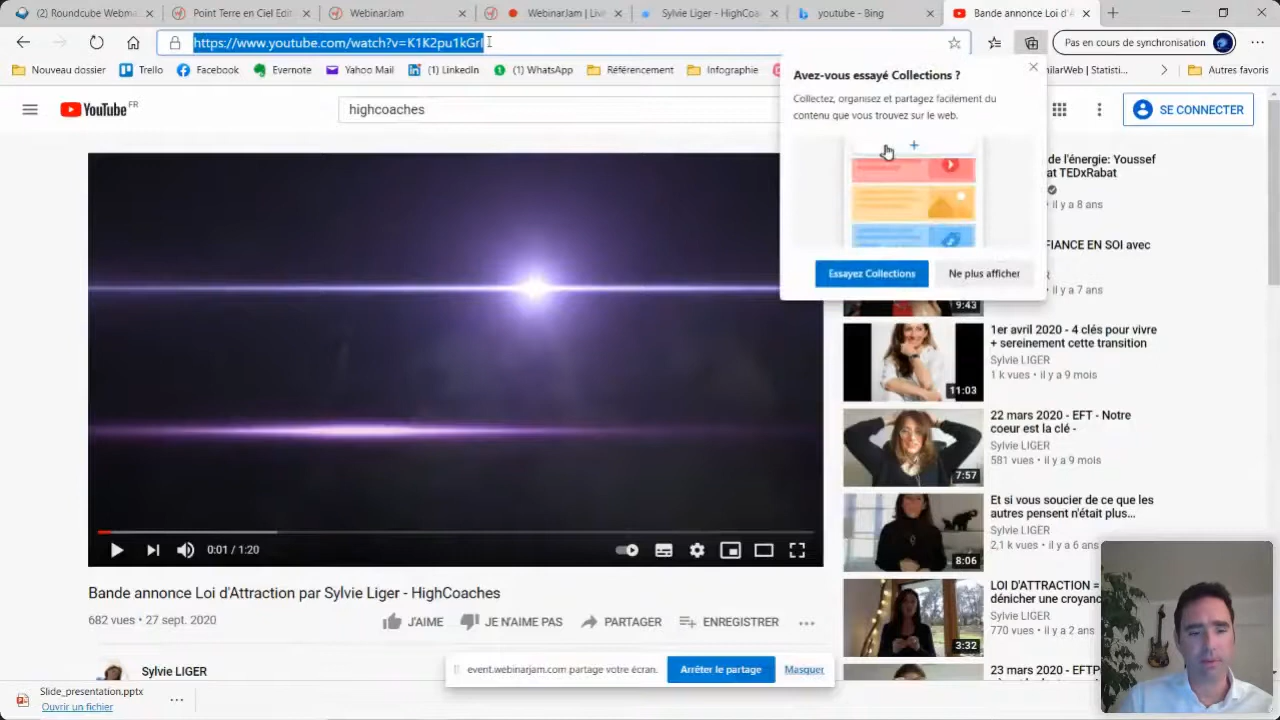 Roundcube Webm:
Point Terre en Ciel Edit
WebinarJam
WebinarJam | Live
Sylvie Liger - HighCoa
youtube - Bing
Bande annonce Loi d'A
Pas en cours de synchronisation
Nouveau dossier
Trello
Facebook
Evernote
Yahoo Mail
(1) LinkedIn
(1) WhatsApp
Référencement
Infographie
milarWeb | Statisti...
Autres favoris
Avez-vous essayé Collections ?
Collectez, organisez et partagez facilement du
contenu que vous trouvez sur le web.
Essayez Collections
Ne plus afficher
YouTube FR
highcoaches
SE CONNECTER
de l'énergie: Youssef
at TEDxRabat
• il y a 8 ans
FIANCE EN SOI avec
• il y a 7 ans
9:43
1er avril 2020 - 4 clés pour vivre
+ sereinement cette transition
Sylvie LIGER
1 k vues • il y a 9 mois
11:03
22 mars 2020 - EFT - Notre
coeur est la clé -
Sylvie LIGER
581 vues • il y a 9 mois
7:57
Et si vous soucier de ce que les
autres pensent n'était plus...
Sylvie LIGER
2,1 k vues • il y a 6 ans
8:06
LOI D'ATTRACTION =
dénicher une croyanc
Sylvie LIGER
770 vues • il y a 2 ans
3:32
23 mars 2020 - EFT
0:01 / 1:20
Bande annonce Loi d'Attraction par Sylvie Liger - HighCoaches
682 vues • 27 sept. 2020
J'AIME
JE N'AIME PAS
PARTAGER
ENREGISTRER
Sylvie LIGER
event.webinarjam.com partage votre écran.
Arrêter le partage
Masquer
Slide_presentation.pptx
Ouvrir un fichier